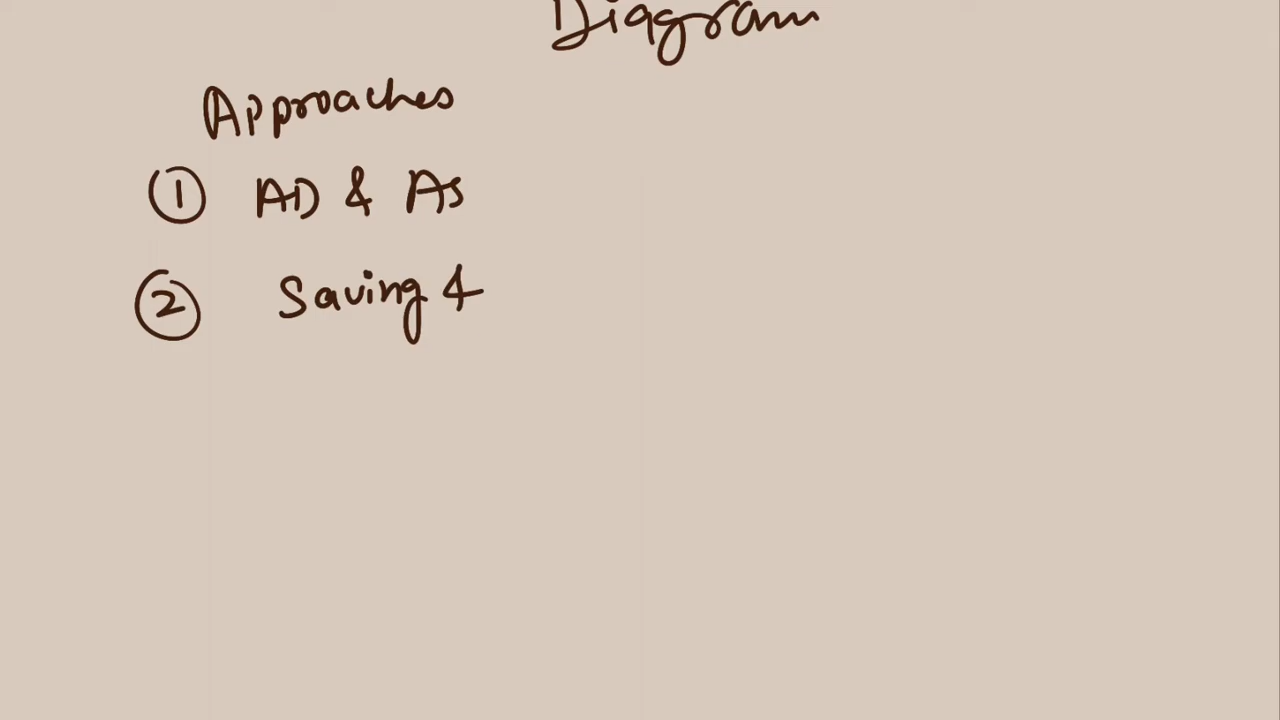 Diagram
Approaches
① AD & AS
② Saving &